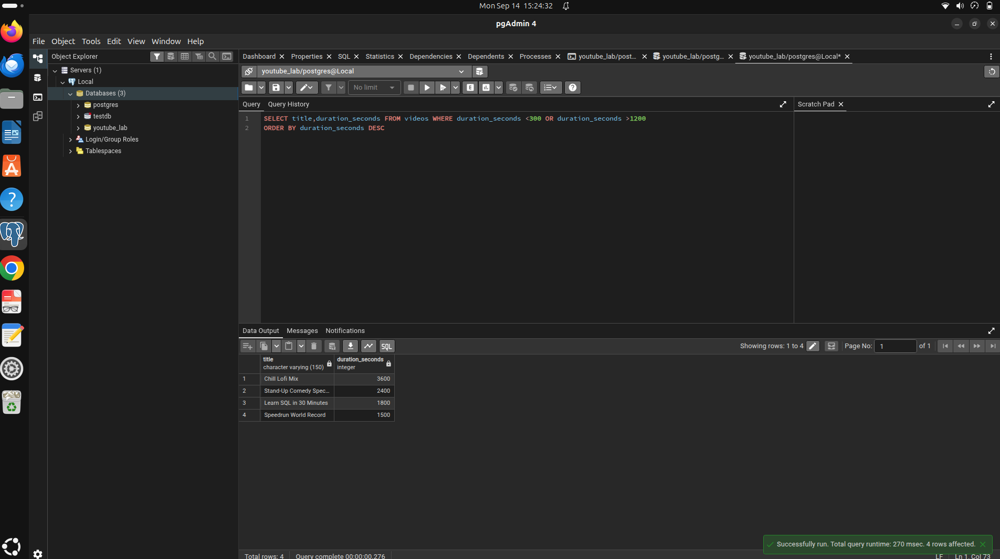 Mon Sep 14 15:24:32
pgAdmin 4
File Object Tools Edit View Window Help
Object Explorer
Dashboard Properties SQL Statistics Dependencies Dependents Processes youtube_lab/post... youtube_lab/postg... youtube_lab/postgres@Local*
Servers (1)
Local
Databases (3)
postgres
testdb
youtube_lab
Login/Group Roles
Tablespaces
youtube_lab/postgres@Local
No limit
E
Query Query History
Scratch Pad
1 SELECT title,duration_seconds FROM videos WHERE duration_seconds <300 OR duration_seconds >1200
2 ORDER BY duration_seconds DESC
Data Output Messages Notifications
SQL
Showing rows: 1 to 4 Page No: 1 of 1
title duration_seconds
character varying (150) integer
1 Chill Lofi Mix 3600
2 Stand-Up Comedy Spec... 2400
3 Learn SQL in 30 Minutes 1800
4 Speedrun World Record 1500
Successfully run. Total query runtime: 270 msec. 4 rows affected.
Total rows: 4 Query complete 00:00:00.276 LF Ln 1, Col 73